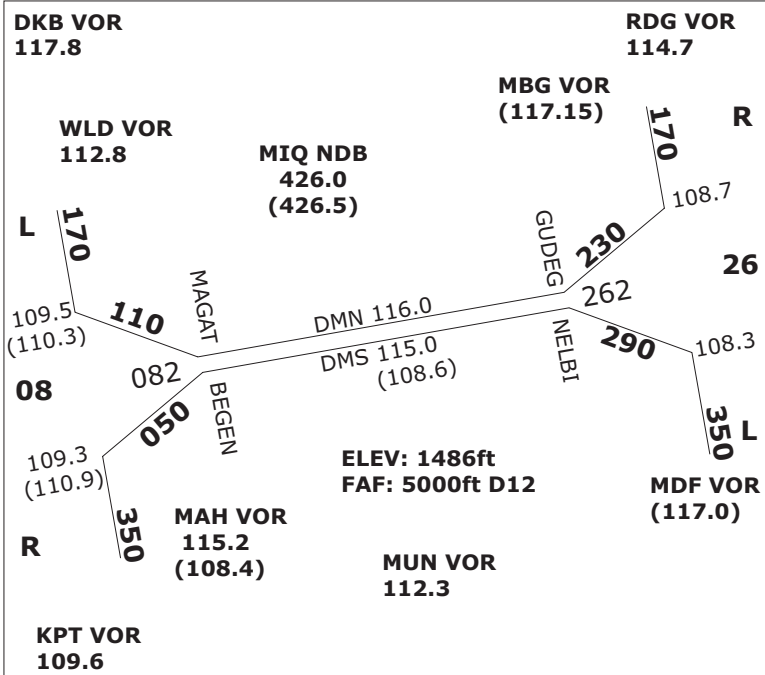 DKB VOR
117.8
RDG VOR
114.7
MBG VOR
(117.15)
WLD VOR
112.8
MIQ NDB
426.0
(426.5)
R
170
108.7
L
170
GUDEG
230
26
MAGAT
262
109.5
(110.3)
110
DMN 116.0
DMS 115.0
(108.6)
NELBI
290
108.3
082
08
BEGEN
050
350
L
109.3
(110.9)
ELEV: 1486ft
FAF: 5000ft D12
MDF VOR
(117.0)
R
350
MAH VOR
115.2
(108.4)
MUN VOR
112.3
KPT VOR
109.6